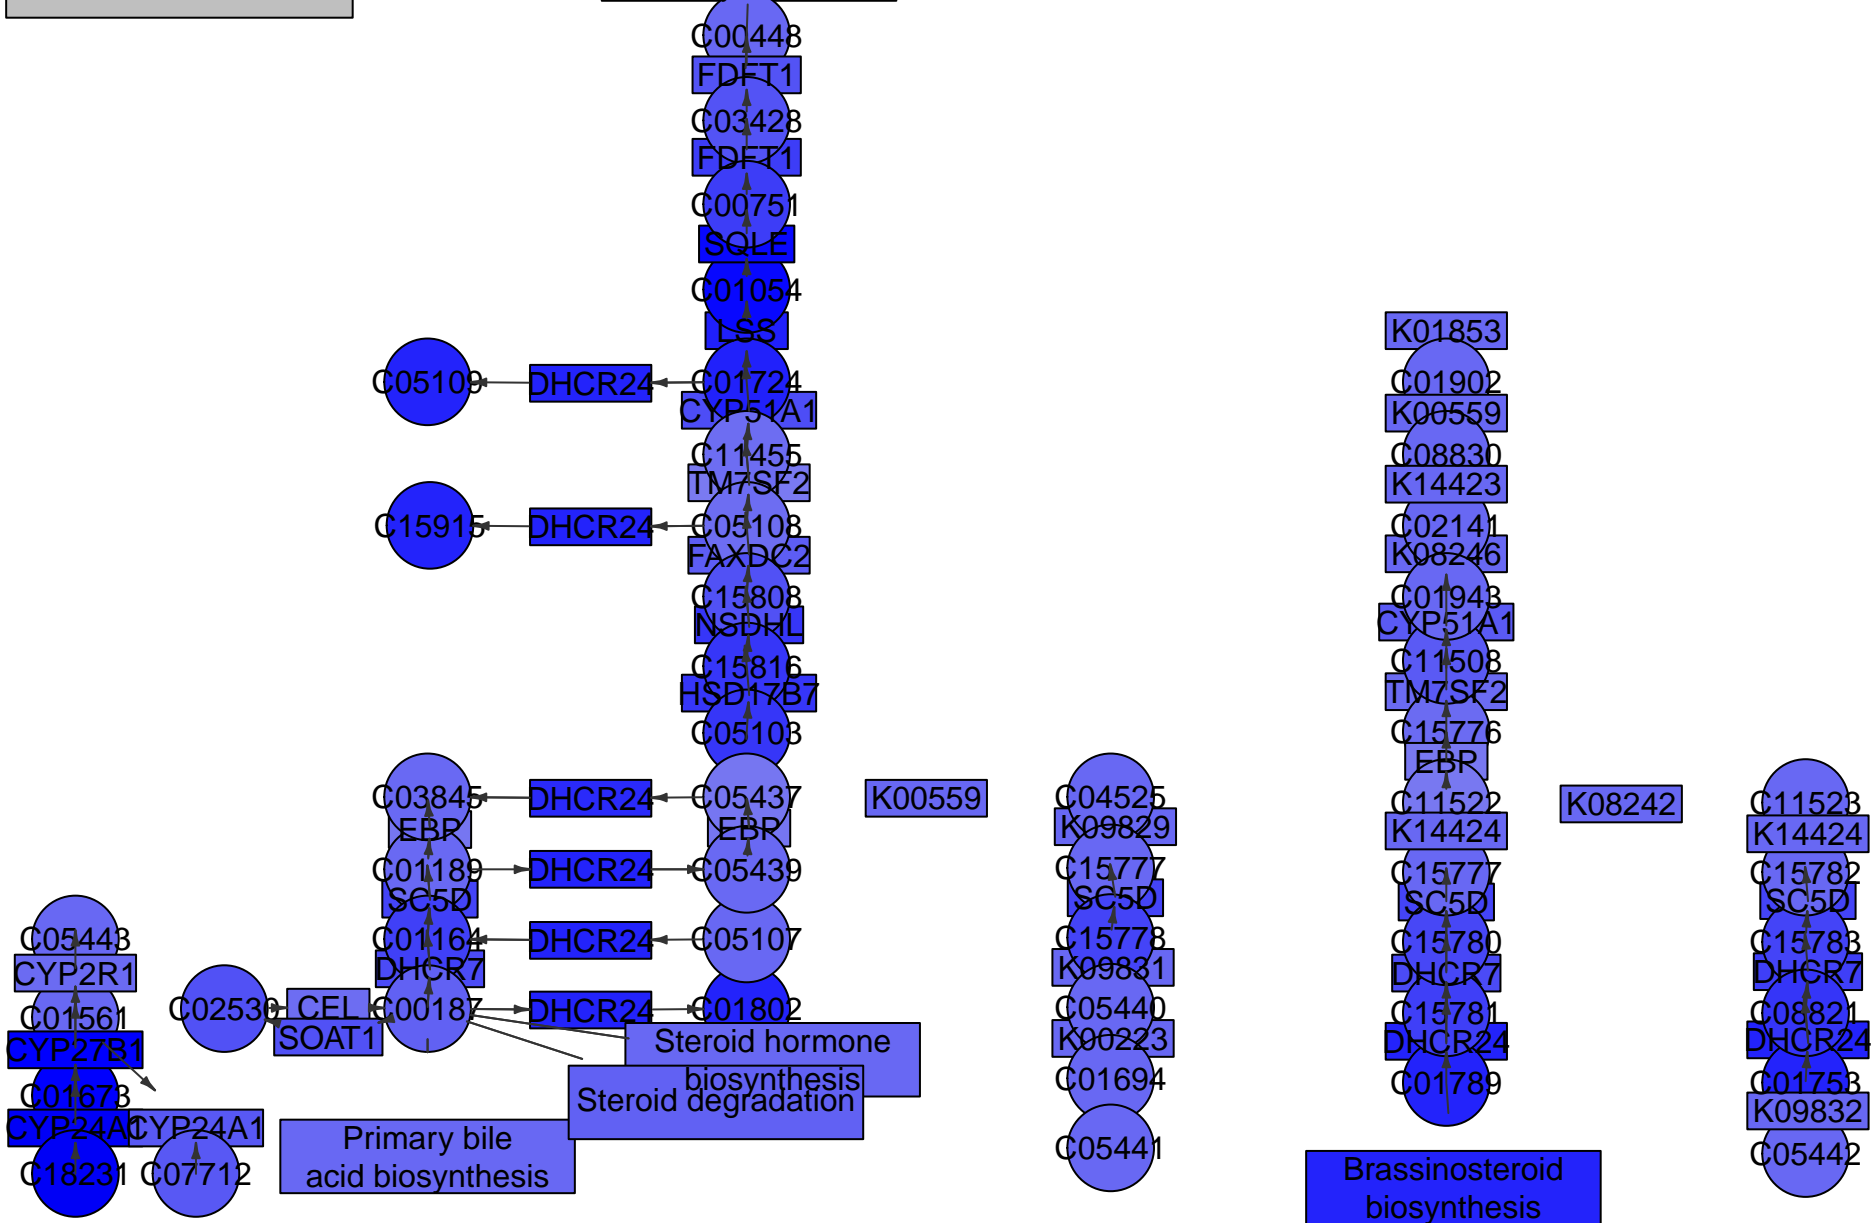 C00448
FDFT1
C03428
FDFT1
C00751
SQLE
C01054
LSS
C05109
DHCR24
C01724
CYP51A1
C11455
TM7SF2
C15915
DHCR24
C05108
FAXDC2
C15808
NSDHL
C15816
HSD17B7
C05103
C03845
DHCR24
C05437
EBP
EBP
C01189
DHCR24
C05439
SC5D
C01164
DHCR24
C05107
DHCR7
C02530
CEL
SOAT1
C00187
DHCR24
C01802
C05443
CYP2R1
C01561
CYP27B1
C01673
CYP24A1
CYP24A1
C18231
C07712
Steroid hormone
biosynthesis
Steroid degradation
Primary bile
acid biosynthesis
K00559
C04525
K09829
C15777
SC5D
C15778
K09831
C05440
K00223
C01694
C05441
K01853
C01902
K00559
C08830
K14423
C02141
K08246
C01943
CYP51A1
C11508
TM7SF2
C15776
EBP
C11522
K14424
C15777
SC5D
C15780
DHCR7
C15781
DHCR24
C01789
Brassinosteroid
biosynthesis
K08242
C11523
K14424
C15782
SC5D
C15783
DHCR7
C08821
DHCR24
C01753
K09832
C05442